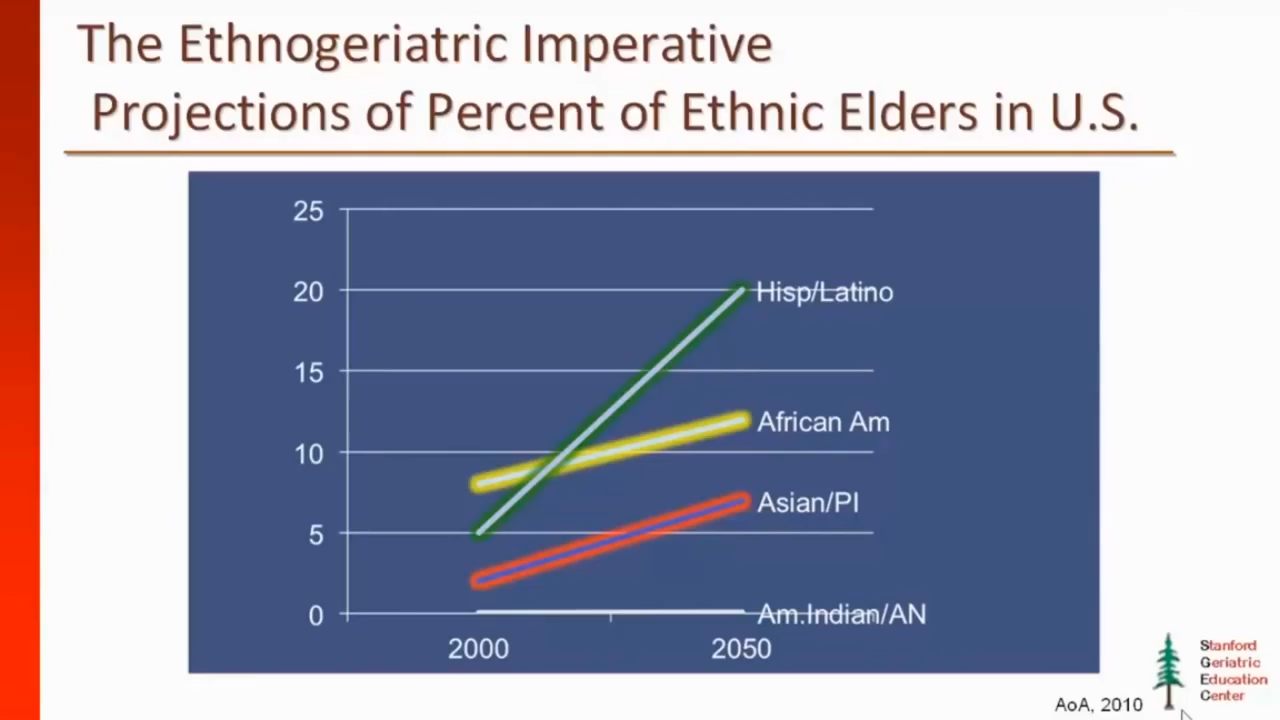 The Ethnogeriatric Imperative
Projections of Percent of Ethnic Elders in U.S.
25
20
15
10
5
0
Hisp/Latino
African Am
Asian/PI
Am.Indian/AN
2000
2050
AoA, 2010
Stanford
Geriatric
Education
Center